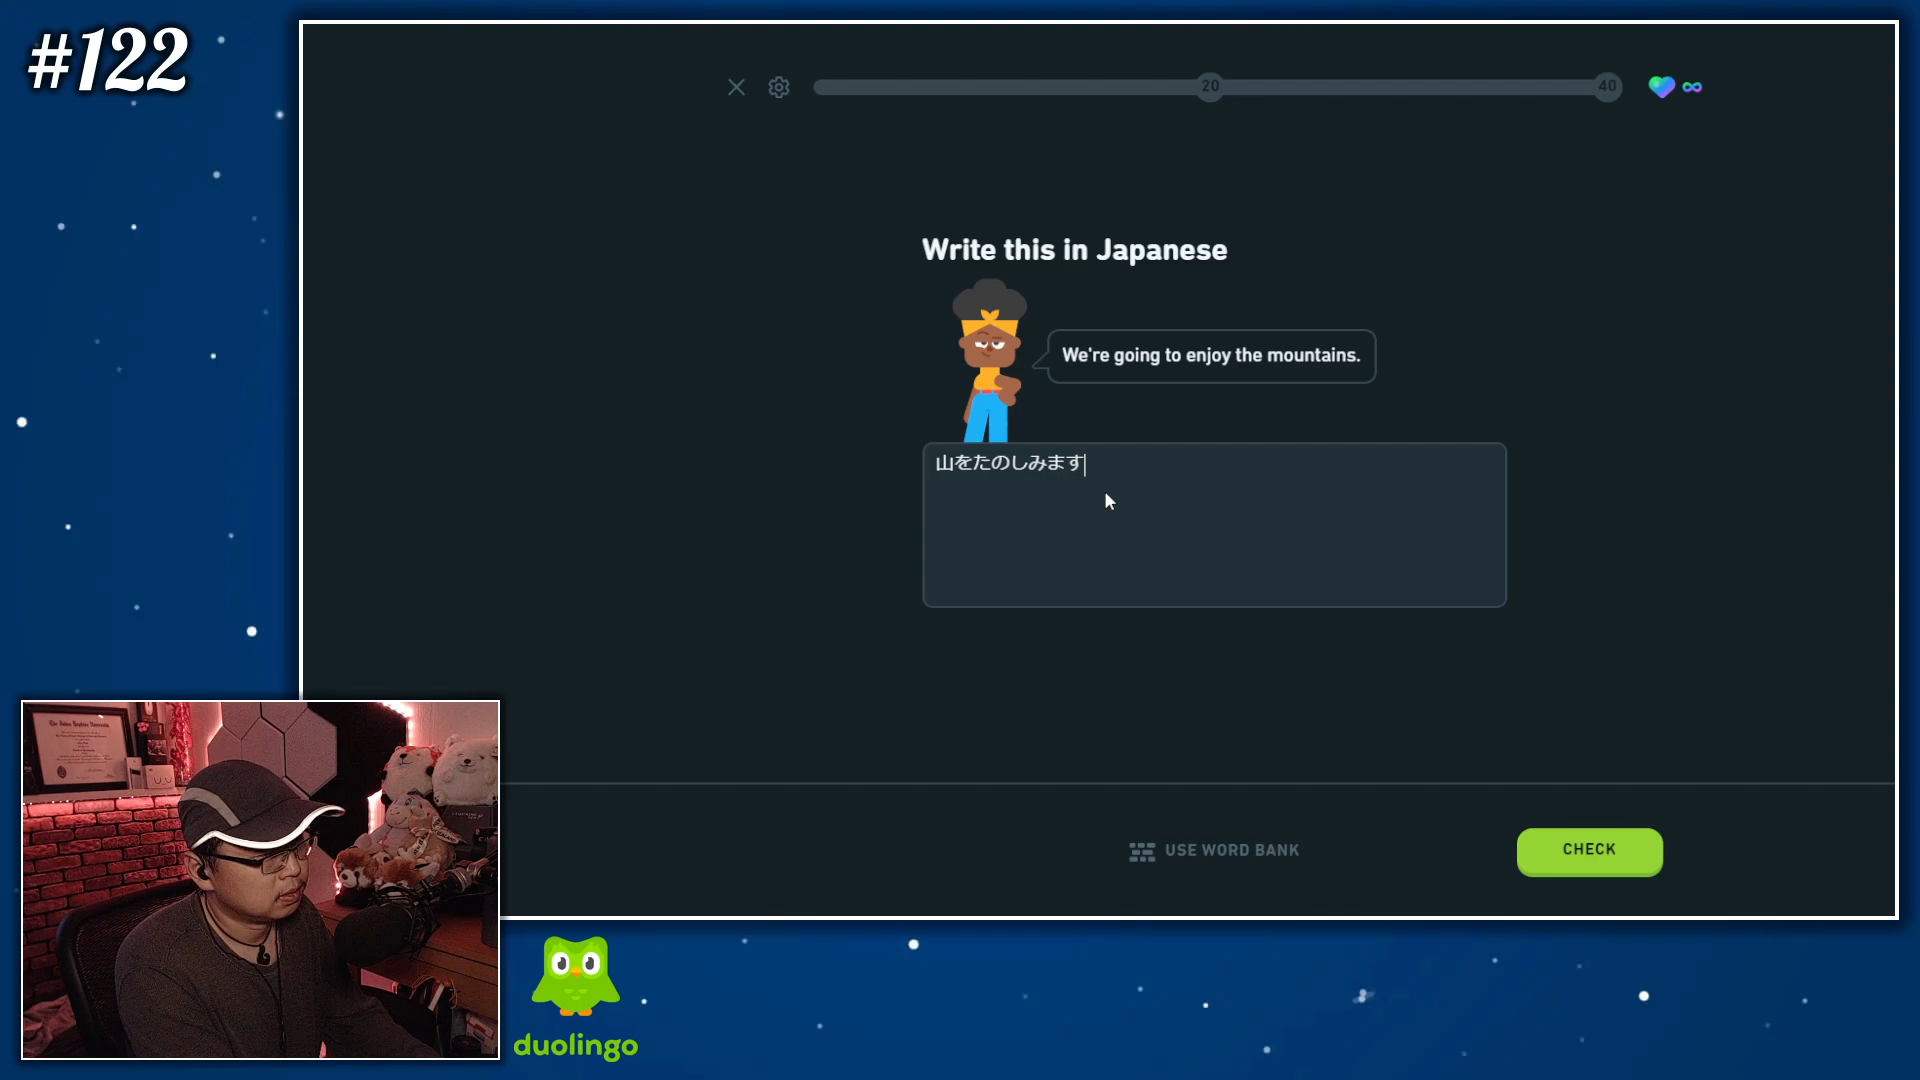 #122
20
40
Write this in Japanese
We're going to enjoy the mountains.
山をたのしみます
USE WORD BANK
CHECK
duolingo